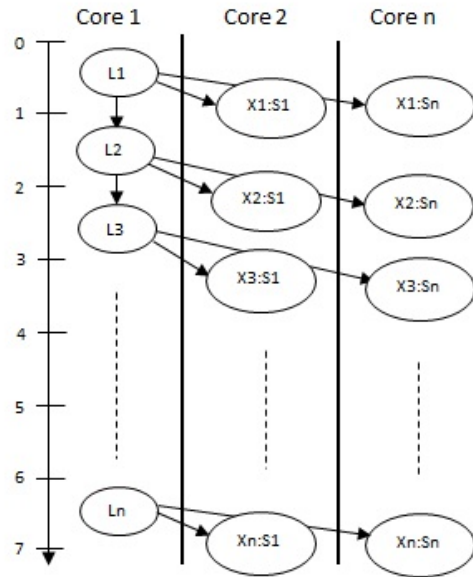 Core 1 Core 2 Core n
0
L1
X1:S1 X1:Sn
1
L2
2
X2:S1 X2:Sn
L3
3
X3:S1 X3:Sn
4
5
6
Ln
7
Xn:S1 Xn:Sn